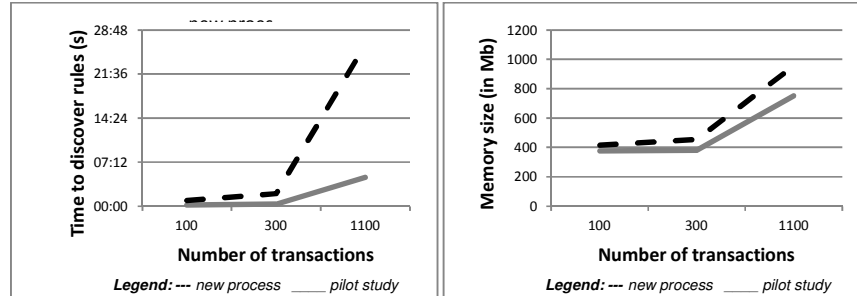 28:48
21:36
14:24
07:12
00:00
Time to discover rules (s)
100 300 1100
Number of transactions
Legend: --- new process ____ pilot study
1200
1000
800
600
400
200
0
Memory size (in Mb)
100 300 1100
Number of transactions
Legend: --- new process ____ pilot study